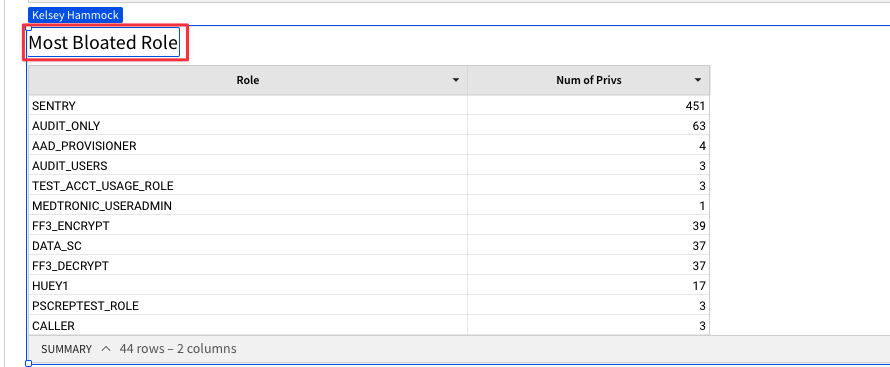 Kelsey Hammock
Most Bloated Role
Role Num of Privs
SENTRY 451
AUDIT_ONLY 63
AAD_PROVISIONER 4
AUDIT_USERS 3
TEST_ACCT_USAGE_ROLE 3
MEDTRONIC_USERADMIN 1
FF3_ENCRYPT 39
DATA_SC 37
FF3_DECRYPT 37
HUEY1 17
PSCREPTEST_ROLE 3
CALLER 3
SUMMARY 44 rows – 2 columns